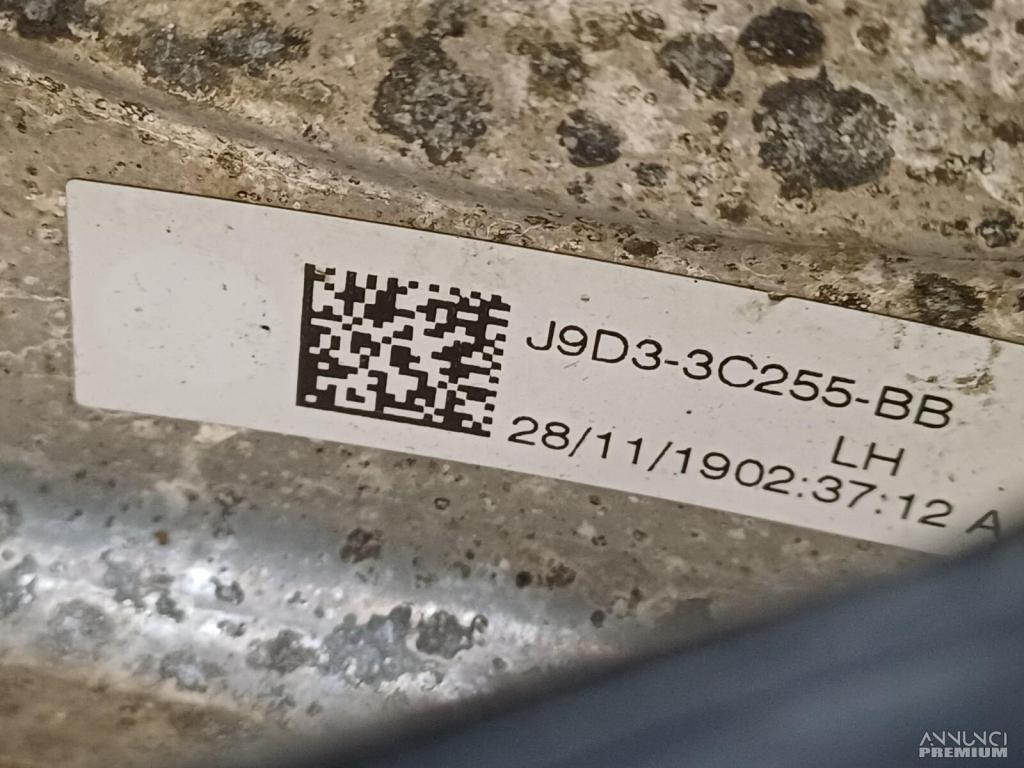 J9D3-3C255-BB
LH
28/11/1902:37:12 A
ANNUNCI
PREMIUM